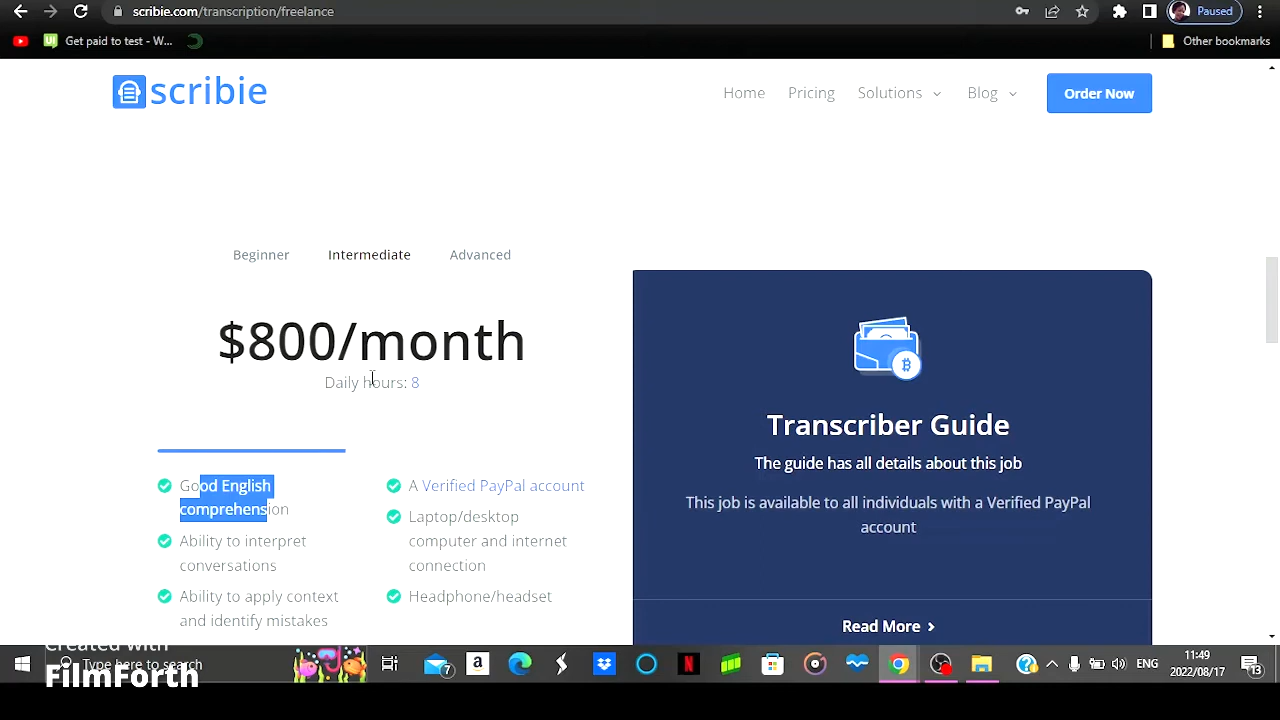 scribie.com/transcription/freelance
Paused
UI
Get paid to test - W...
Other bookmarks
scribie
Home
Pricing
Solutions
Blog
Order Now
Beginner
Intermediate
Advanced
$800/month
Daily hours: 8
Good English
comprehension
Ability to interpret
conversations
Ability to apply context
and identify mistakes
A Verified PayPal account
Laptop/desktop
computer and internet
connection
Headphone/headset
Transcriber Guide
The guide has all details about this job
This job is available to all individuals with a Verified PayPal
account
Read More
Created with
FilmForth
Type here to search
7
a
N
ENG
11:49
2022/08/17
13